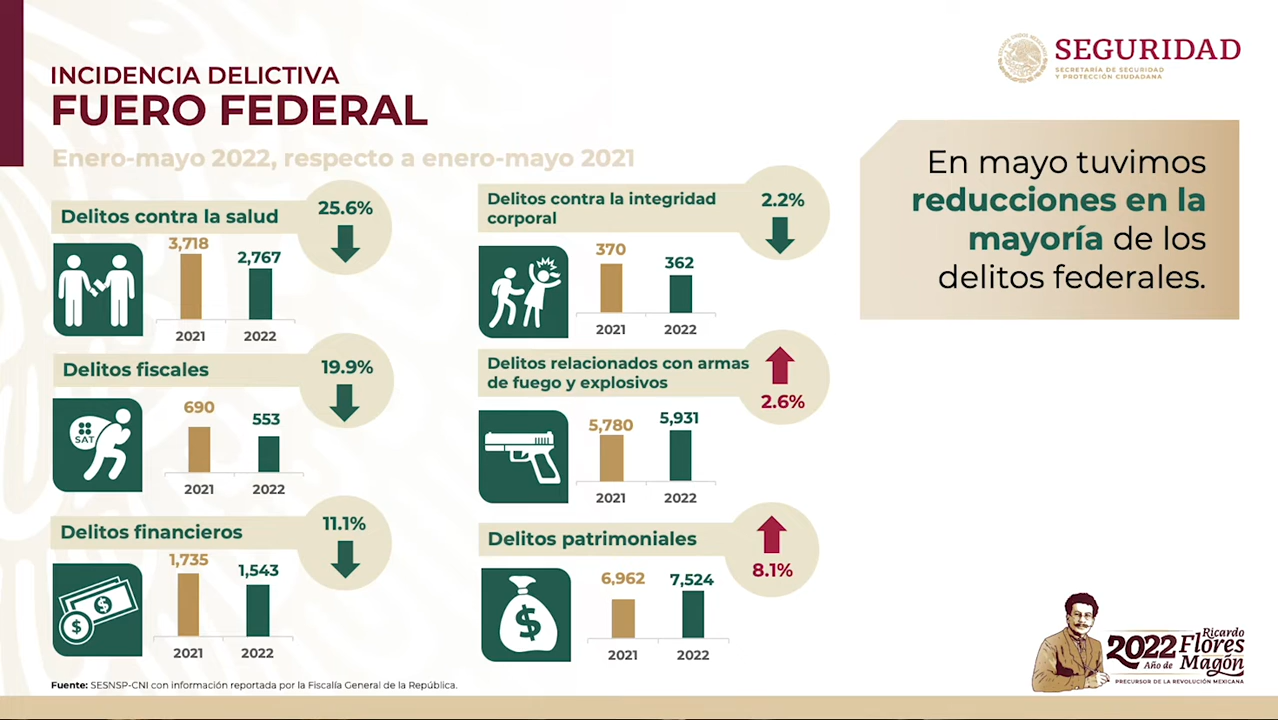 SEGURIDAD
SECRETARÍA DE SEGURIDAD
Y PROTECCIÓN CIUDADANA
INCIDENCIA DELICTIVA
FUERO FEDERAL
Enero-mayo 2022, respecto a enero-mayo 2021
Delitos contra la salud
25.6%
3,718
2,767
2021
2022
Delitos fiscales
19.9%
SAT
690
553
2021
2022
Delitos financieros
11.1%
$
$
1,735
1,543
2021
2022
Delitos contra la integridad
corporal
2.2%
370
362
2021
2022
Delitos relacionados con armas
de fuego y explosivos
2.6%
5,780
5,931
2021
2022
Delitos patrimoniales
8.1%
$
6,962
7,524
2021
2022
En mayo tuvimos
reducciones en la
mayoría de los
delitos federales.
Fuente: SESNSP-CNI con información reportada por la Fiscalía General de la República.
2022 Ricardo
Flores
Año de Magón
PRECURSOR DE LA REVOLUCIÓN MEXICANA